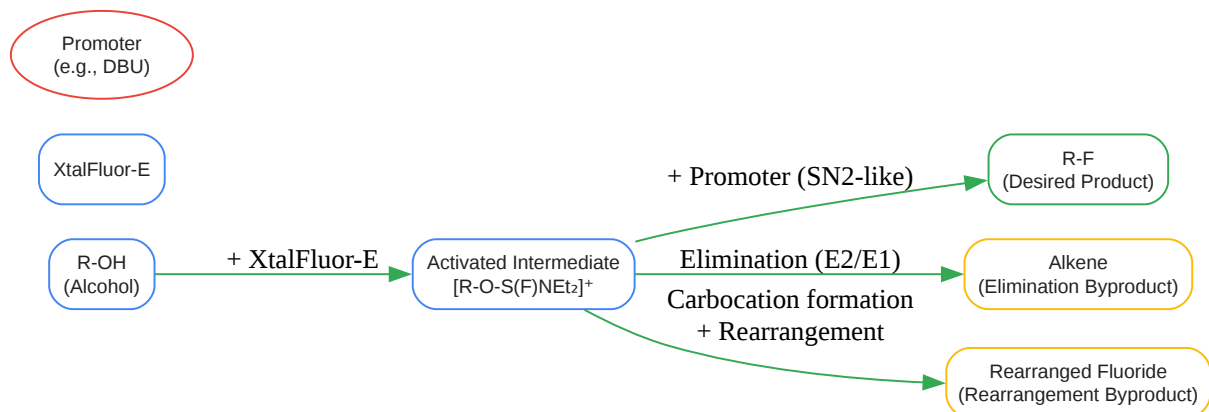 Promoter
(e.g., DBU)
XtalFluor-E
R-OH
(Alcohol)
+ XtalFluor-E
Activated Intermediate
[R-O-S(F)NEt₂]⁺
+ Promoter (SN2-like)
R-F
(Desired Product)
Elimination (E2/E1)
Alkene
(Elimination Byproduct)
Carbocation formation
+ Rearrangement
Rearranged Fluoride
(Rearrangement Byproduct)